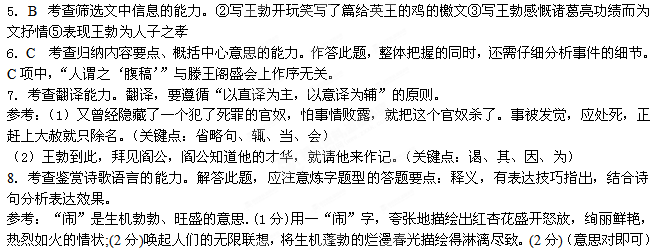 5．B 考查筛选文中信息的能力。②写王勃开玩笑写了篇给英王的鸡的檄文③写王勃感慨诸葛亮功绩而为
文抒情⑤表现王勃为人子之孝
6．C 考查归纳内容要点、概括中心意思的能力。作答此题，整体把握的同时，还需仔细分析事件的细节。
C 项中，“人谓之‘腹稿’”与滕王阁盛会上作序无关。
7．考查翻译能力。翻译，要遵循“以直译为主，以意译为辅”的原则。
参考：（1）又曾经隐藏了一个犯了死罪的官奴，怕事情败露，就把这个官奴杀了。事被发觉，应处死，正
赶上大赦就只除名。（关键点：省略句、辄、当、会）
（2）王勃到此，拜见阎公，阎公知道他的才华，就请他来作记。（关键点：谒、其、因、为）
8．考查鉴赏诗歌语言的能力。解答此题，应注意炼字题型的答题要点：释义，有表达技巧指出，结合诗
句分析表达效果。
参考：“闹”是生机勃勃、旺盛的意思.(1分)用一“闹”字，夸张地描绘出红杏花盛开怒放，绚丽鲜艳，
热烈如火的情状;(2分)唤起人们的无限联想，将生机蓬勃的烂漫春光描绘得淋漓尽致。(2分)（意思对即可）